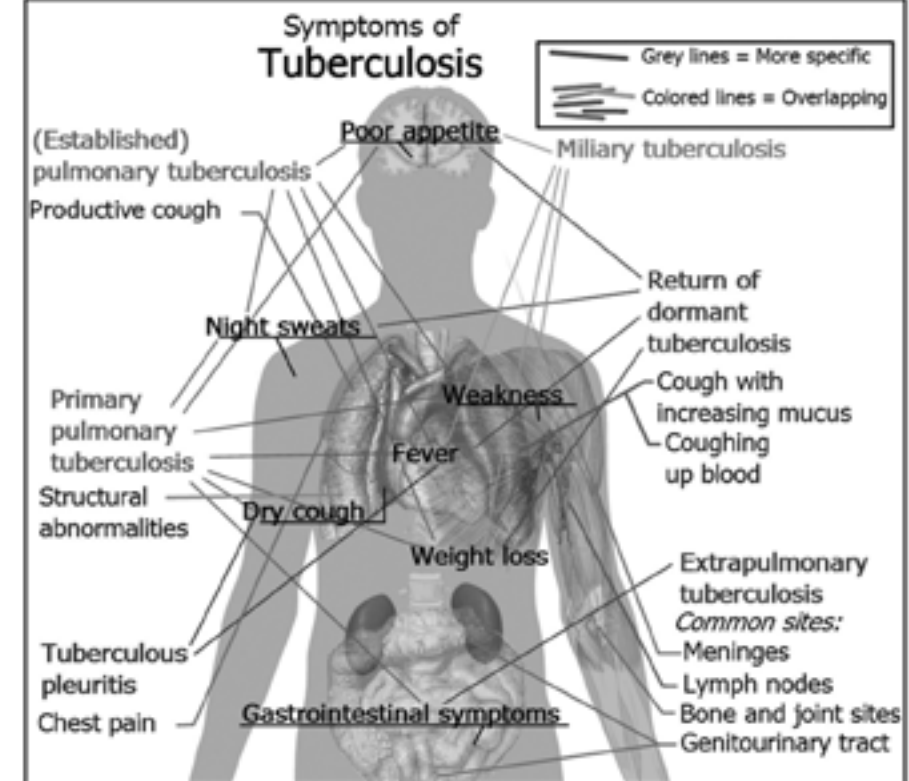 Symptoms of
Tuberculosis
Grey lines = More specific
Colored lines = Overlapping
Poor appetite
(Established)
pulmonary tuberculosis
Miliary tuberculosis
Productive cough
Return of
dormant
tuberculosis
Night sweats
Weakness
Cough with
increasing mucus
Coughing
up blood
Primary
pulmonary
tuberculosis
Fever
Structural
abnormalities
Dry cough
Weight loss
Extrapulmonary
tuberculosis
Common sites:
Meninges
Lymph nodes
Bone and joint sites
Genitourinary tract
Tuberculous
pleuritis
Chest pain
Gastrointestinal symptoms